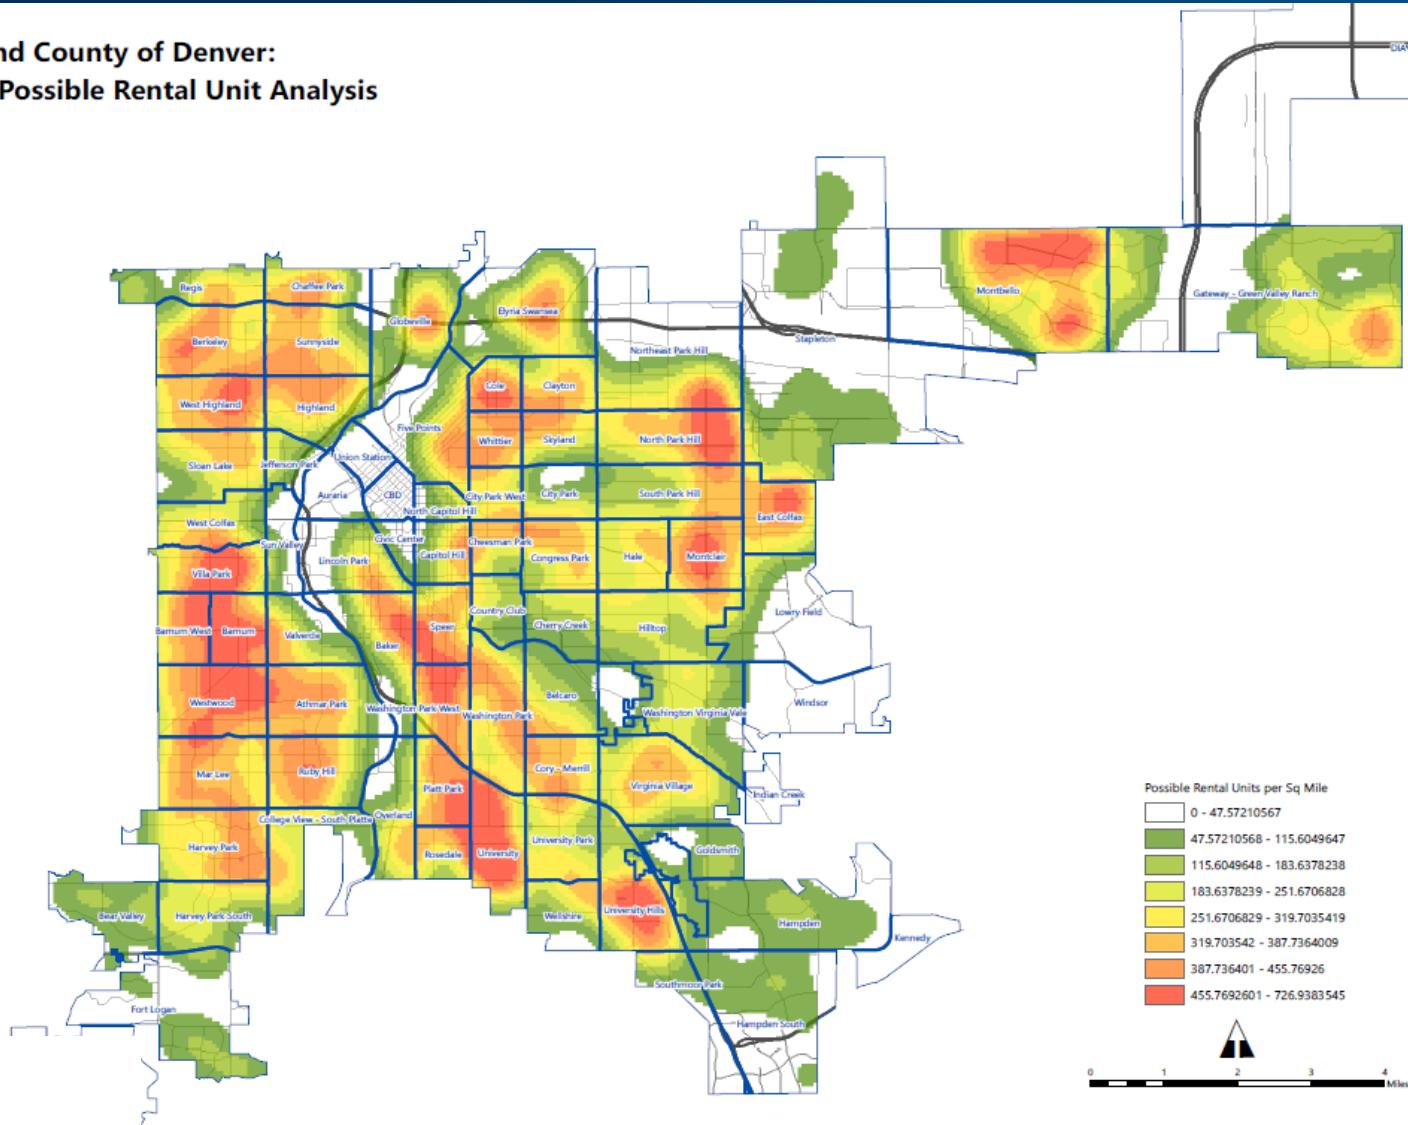 nd County of Denver:
Possible Rental Unit Analysis
DIA
Regis
Chaffee Park
Globeville
Elyria Swansea
Montbello
Gateway - Green Valley Ranch
Berkeley
Sunnyside
Northeast Park Hill
Stapleton
West Highland
Highland
Cole
Clayton
Five Points
Whittier
Skyland
North Park Hill
Sloan Lake
Jefferson Park
Union Station
Auraria
CBD
City Park West
City Park
South Park Hill
North Capitol Hill
East Colfax
West Colfax
Sun Valley
Civic Center
Cheesman Park
Villa Park
Lincoln Park
Capitol Hill
Congress Park
Hale
Montclair
Barnum West
Barnum
Valverde
Country Club
Speer
Cherry Creek
Hilltop
Lowry Field
Baker
Westwood
Athmar Park
Washington Park West
Washington Park
Belcaro
Washington Virginia Vale
Windsor
Mar Lee
Ruby Hill
Platt Park
Cory - Merrill
Virginia Village
Indian Creek
College View - South Platte
Overland
Harvey Park
Rosedale
University
University Park
Goldsmith
Bear Valley
Harvey Park South
Wellshire
University Hills
Hampden
Kennedy
Fort Logan
Southmoor Park
Hampden South
Possible Rental Units per Sq Mile
0 - 47.57210567
47.57210568 - 115.6049647
115.6049648 - 183.6378238
183.6378239 - 251.6706828
251.6706829 - 319.7035419
319.703542 - 387.7364009
387.736401 - 455.76926
455.7692601 - 726.9383545
0 1 2 3 4
Miles